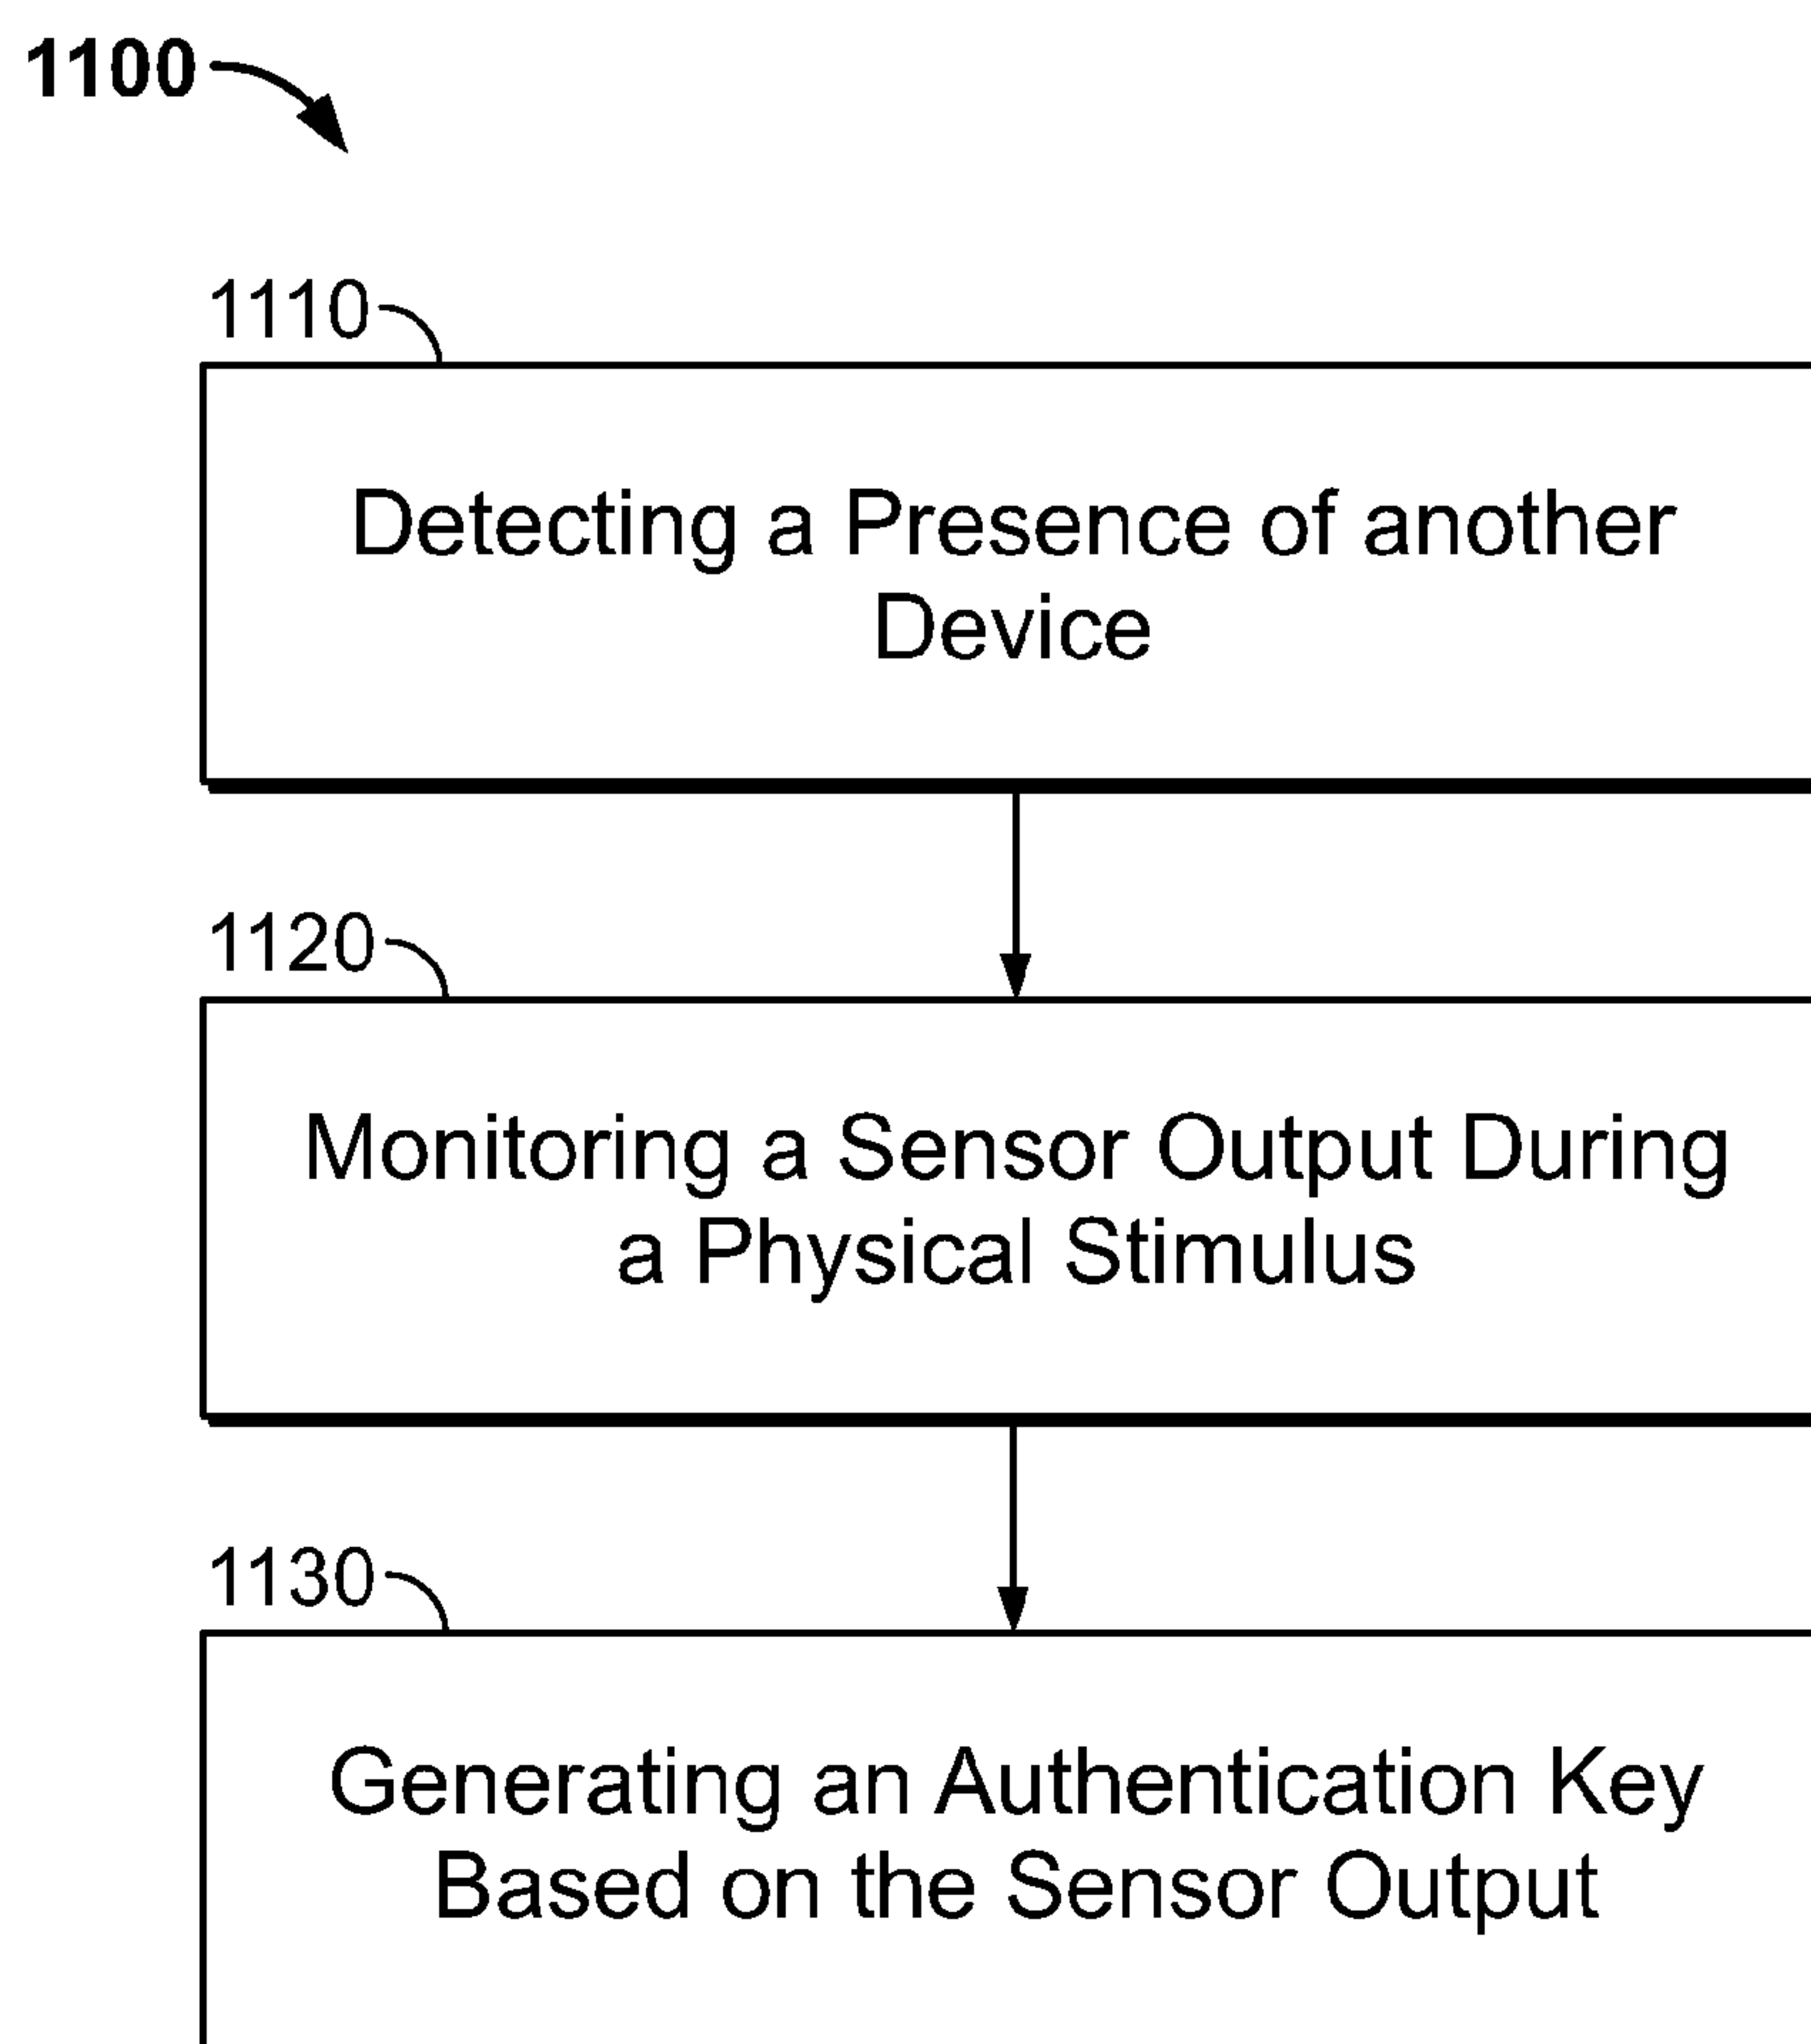 1100
1110
Detecting a Presence of another
Device
1120
Monitoring a Sensor Output During
a Physical Stimulus
1130
Generating an Authentication Key
Based on the Sensor Output